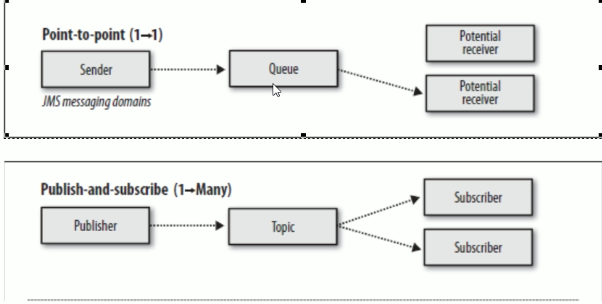 Point-to-point (1→1)
Sender
Queue
Potential
receiver
Potential
receiver
JMS messaging domains
Publish-and-subscribe (1→Many)
Publisher
Topic
Subscriber
Subscriber